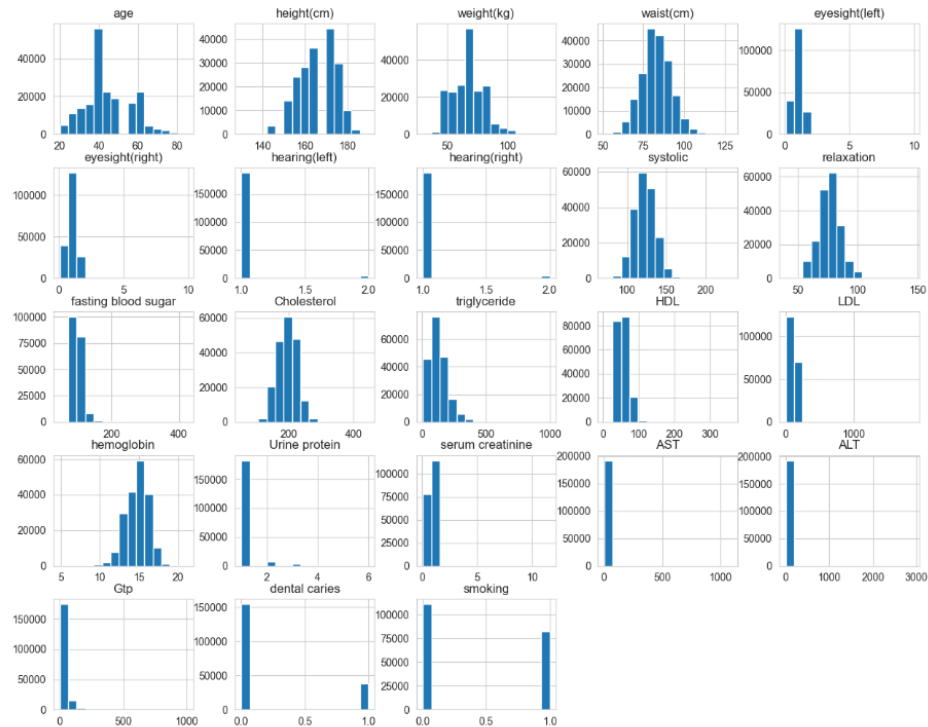 age height(cm) weight(kg) waist(cm) eyesight(left)
40000 40000 100000
40000 30000 40000 30000
20000 20000 20000 50000
20000 10000 10000
0 0 0 0 0
20 40 60 80 140 160 180 50 100 50 75 100 125 0 5 10
eyesight(right) hearing(left) hearing(right) systolic relaxation
60000 60000
100000 150000 150000
40000 40000
100000 100000
50000 20000 20000
50000 50000
0 0 0 0 0
0 5 10 1.0 1.5 2.0 1.0 1.5 2.0 100 150 200 50 100 150
fasting blood sugar Cholesterol triglyceride HDL LDL
100000 60000 80000
75000 60000 60000 100000
40000
50000 40000 40000
20000 50000
25000 20000 20000
0 0 0 0 0
200 400 200 400 0 500 1000 100 200 300 0 1000
hemoglobin Urine protein serum creatinine AST ALT
60000 200000 200000
150000 100000
150000 150000
40000 75000
100000 100000 100000
50000
20000 50000 25000 50000 50000
0 0 0 0 0
5 10 15 20 2 4 6 0 5 10 0 500 1000 0 1000 2000 3000
Gtp dental caries smoking
150000 150000 100000
75000
100000 100000
50000
50000 50000 25000
0 0 0
0 500 1000 0.0 0.5 1.0 0.0 0.5 1.0